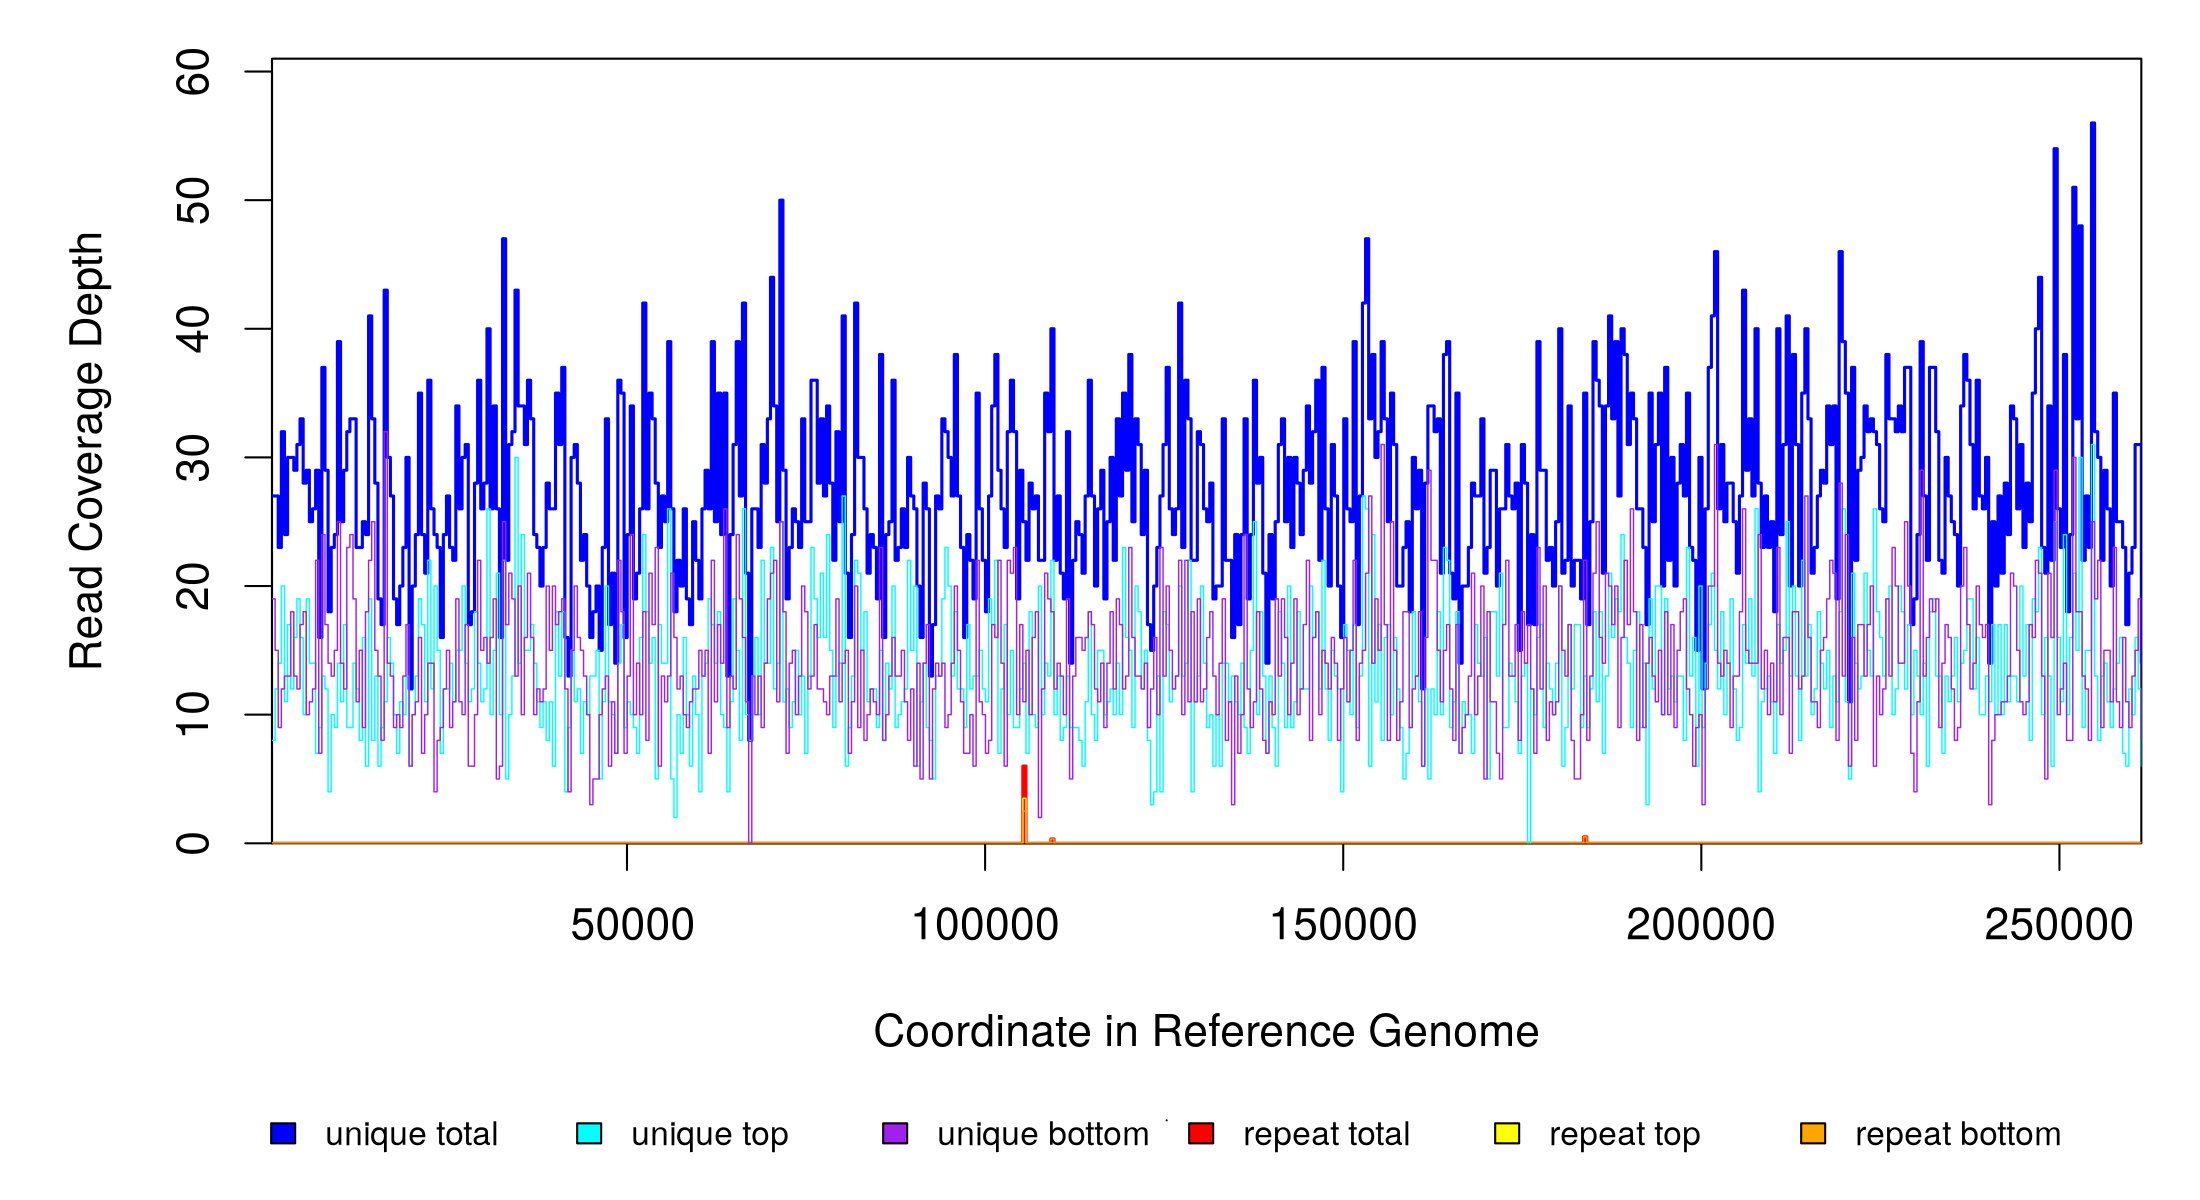 60
50
40
30
20
10
0
Read Coverage Depth
50000 100000 150000 200000 250000
Coordinate in Reference Genome
unique total unique top unique bottom repeat total repeat top repeat bottom